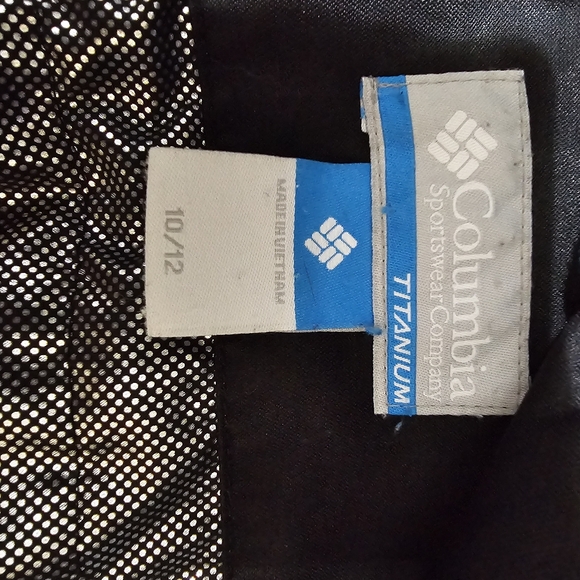 Columbia
Sportswear Company
TITANIUM
MADE IN VIETNAM
10/12